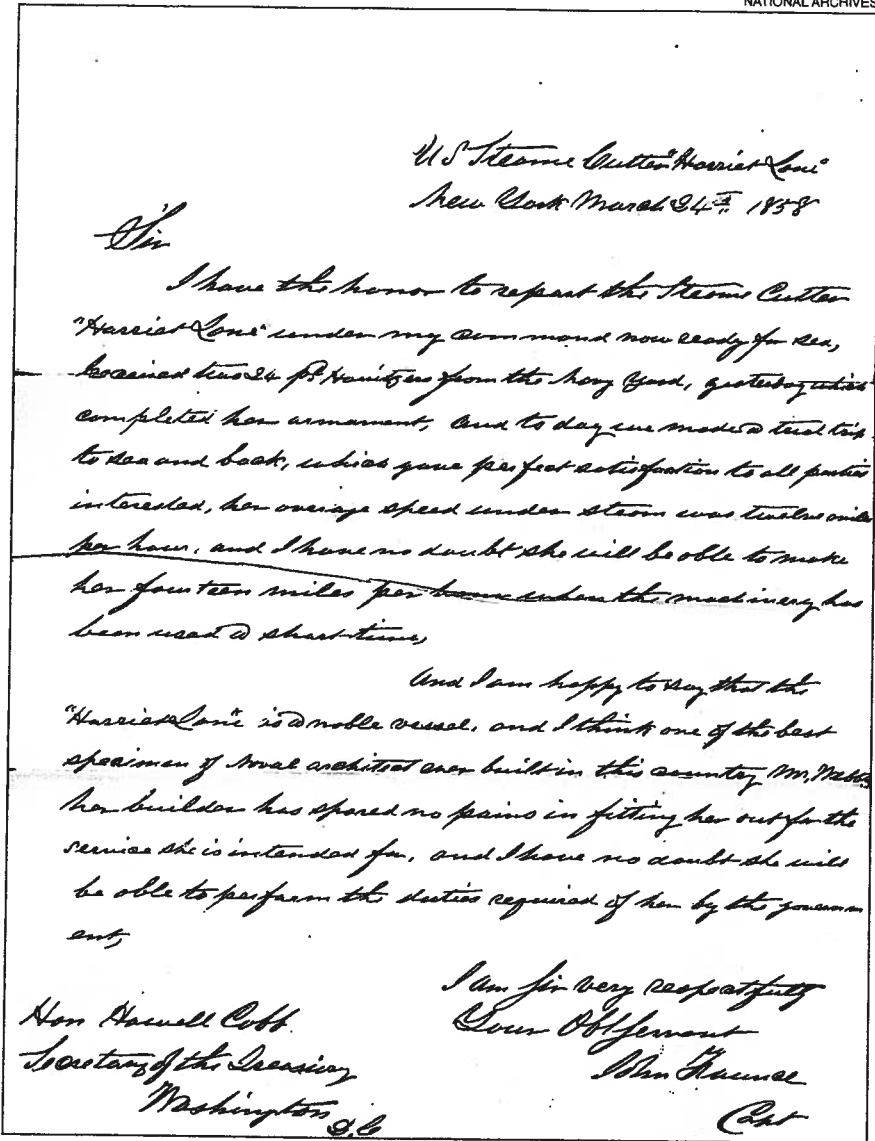 NATIONAL ARCHIVES
U S Steame Cutter "Harriet Lane"
New York March 24th 1858
Sir
I have the honor to report the Steame Cutter
"Harriet Lane" under my command now ready for sea,
Received two 24 pd Howitzers from the Navy Yard, yesterday which
completed her armament, and to day we made a trial trip
to sea and back, which gave perfect satisfaction to all parties
interested, her average speed under steam was twelve miles
per hour, and I have no doubt she will be able to make
her fourteen miles per hour when the machinery has
been used a short time,
And I am happy to say that the
"Harriet Lane" is a noble vessel, and I think one of the best
specimen of Naval architect ever built in this country Mr. Webb
her builder has spared no pains in fitting her out for the
service she is intended for, and I have no doubt she will
be able to perform the duties required of her by the governm
ent,
I am Sir very respectfully
Your Obt Servant
John Faunce
Capt
Hon Howell Cobb
Secretary of the Treasury
Washington
D.C